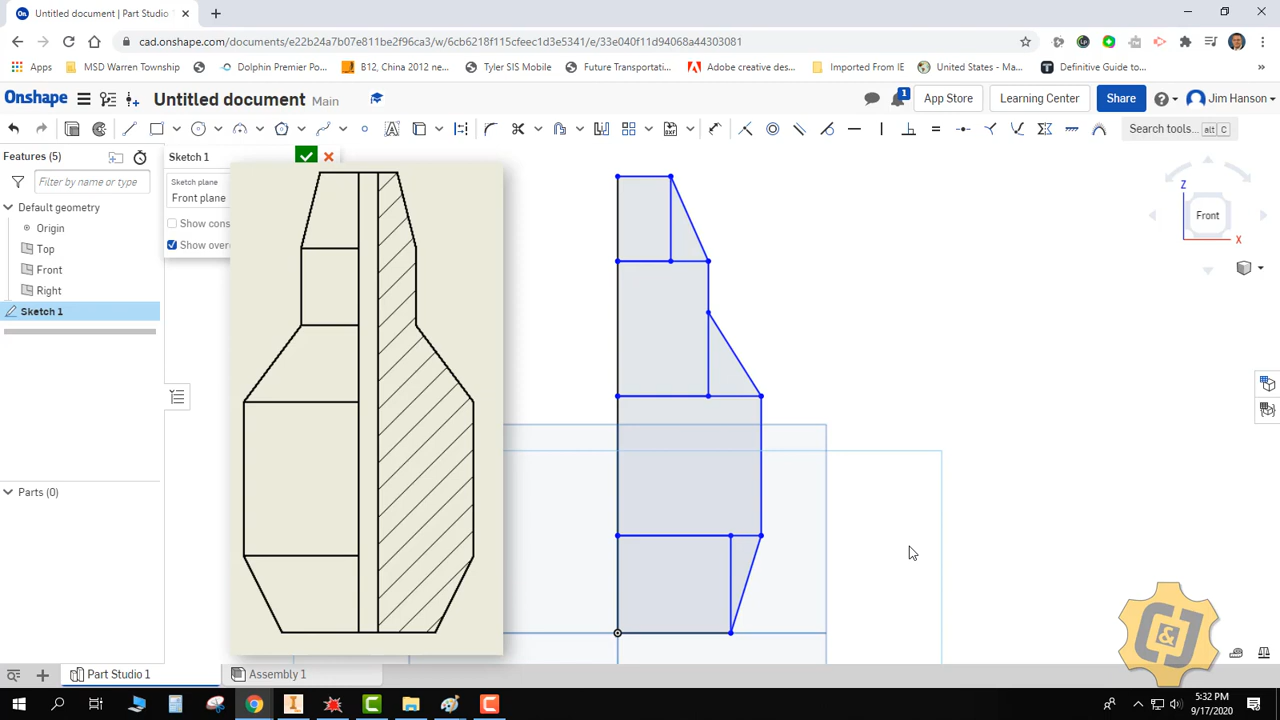 On Untitled document | Part Studio 1
cad.onshape.com/documents/e22b24a7b07e811be2f96ca3/w/6cb6218f115cfeec1d3e5341/e/33e040f11d94068a44303081
Apps MSD Warren Township Dolphin Premier Po... B12, China 2012 ne... Tyler SIS Mobile Future Transportati... Adobe creative des... Imported From IE United States - Ma... Definitive Guide to...
Onshape Untitled document Main 1 App Store Learning Center Share Jim Hanson
Search tools... alt C
Features (5) Sketch 1
Filter by name or type Sketch plane
Front plane
Default geometry
Show cons
Origin
Show over
Top
Front
Right
Sketch 1
Z
Front
X
Parts (0)
C & J
Part Studio 1 Assembly 1
5:32 PM
9/17/2020